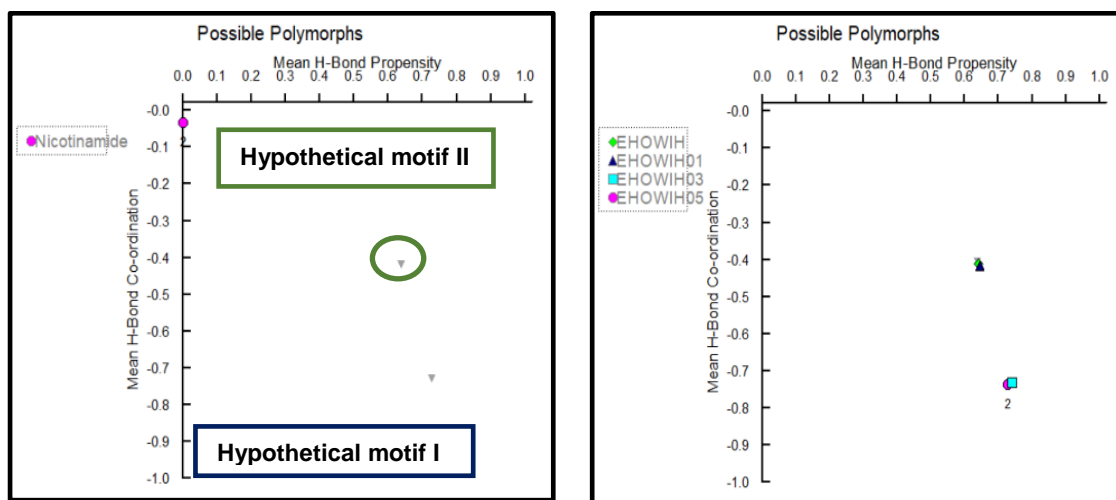 Possible Polymorphs
Mean H-Bond Propensity
0.0 0.1 0.2 0.3 0.4 0.5 0.6 0.7 0.8 0.9 1.0
Nicotinamide
2
Mean H-Bond Co-ordination
-0.0
-0.1
-0.2
-0.3
-0.4
-0.5
-0.6
-0.7
-0.8
-0.9
-1.0
Hypothetical motif II
Hypothetical motif I
Possible Polymorphs
Mean H-Bond Propensity
0.0 0.1 0.2 0.3 0.4 0.5 0.6 0.7 0.8 0.9 1.0
EHOWIH
EHOWIH01
EHOWIH03
EHOWIH05
Mean H-Bond Co-ordination
-0.0
-0.1
-0.2
-0.3
-0.4
-0.5
-0.6
-0.7
-0.8
-0.9
-1.0
2